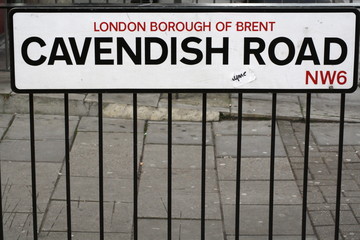 LONDON BOROUGH OF BRENT
CAVENDISH ROAD
NW6